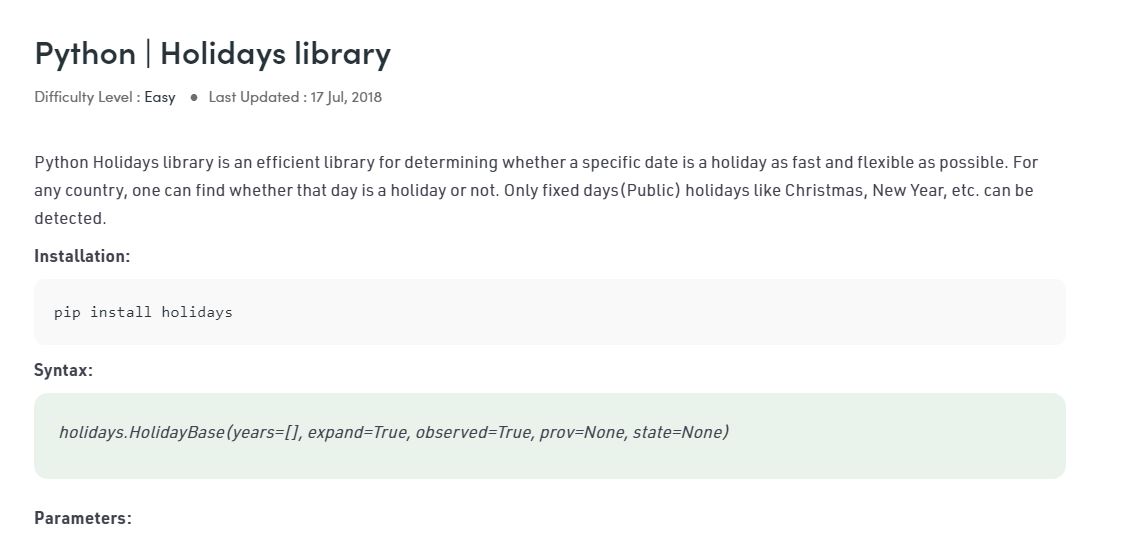 Python | Holidays library
Difficulty Level : Easy ● Last Updated : 17 Jul, 2018
Python Holidays library is an efficient library for determining whether a specific date is a holiday as fast and flexible as possible. For
any country, one can find whether that day is a holiday or not. Only fixed days(Public) holidays like Christmas, New Year, etc. can be
detected.
Installation:
pip install holidays
Syntax:
holidays.HolidayBase(years=[], expand=True, observed=True, prov=None, state=None)
Parameters: